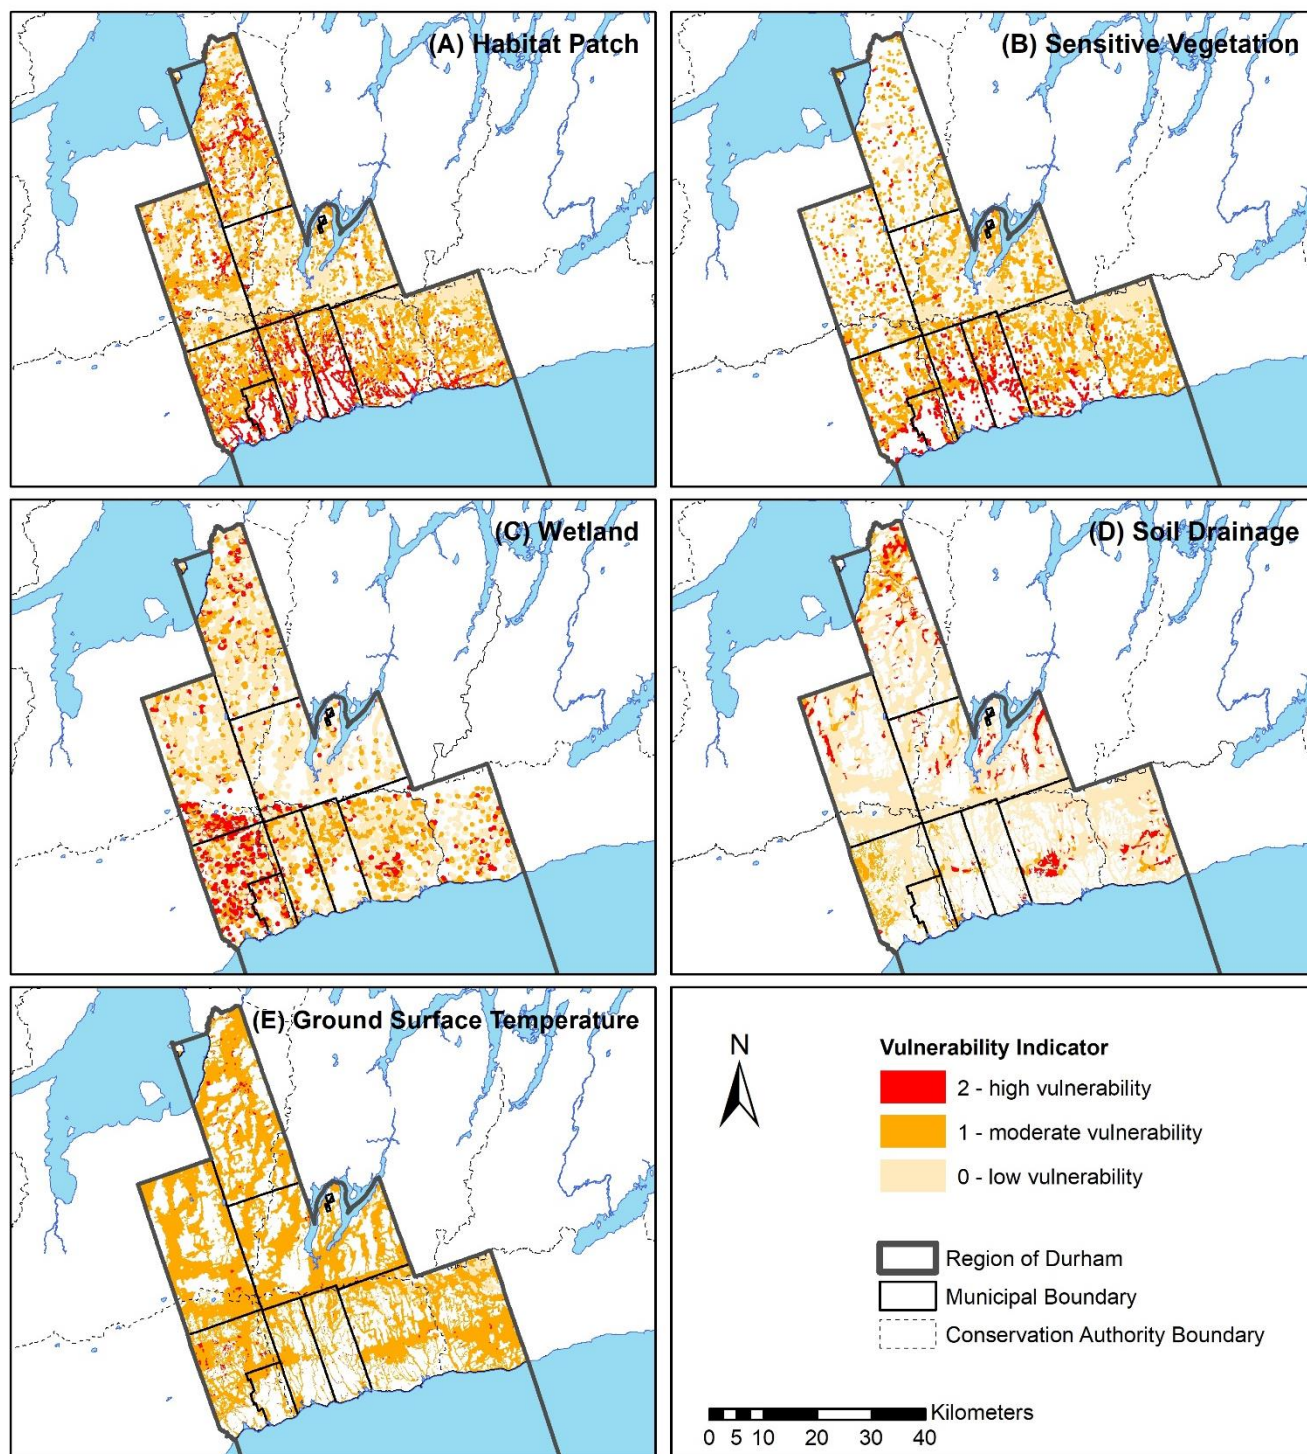 (A) Habitat Patch
(B) Sensitive Vegetation
(C) Wetland
(D) Soil Drainage
(E) Ground Surface Temperature
N
Vulnerability Indicator
2 - high vulnerability
1 - moderate vulnerability
0 - low vulnerability
Region of Durham
Municipal Boundary
Conservation Authority Boundary
Kilometers
0 5 10 20 30 40